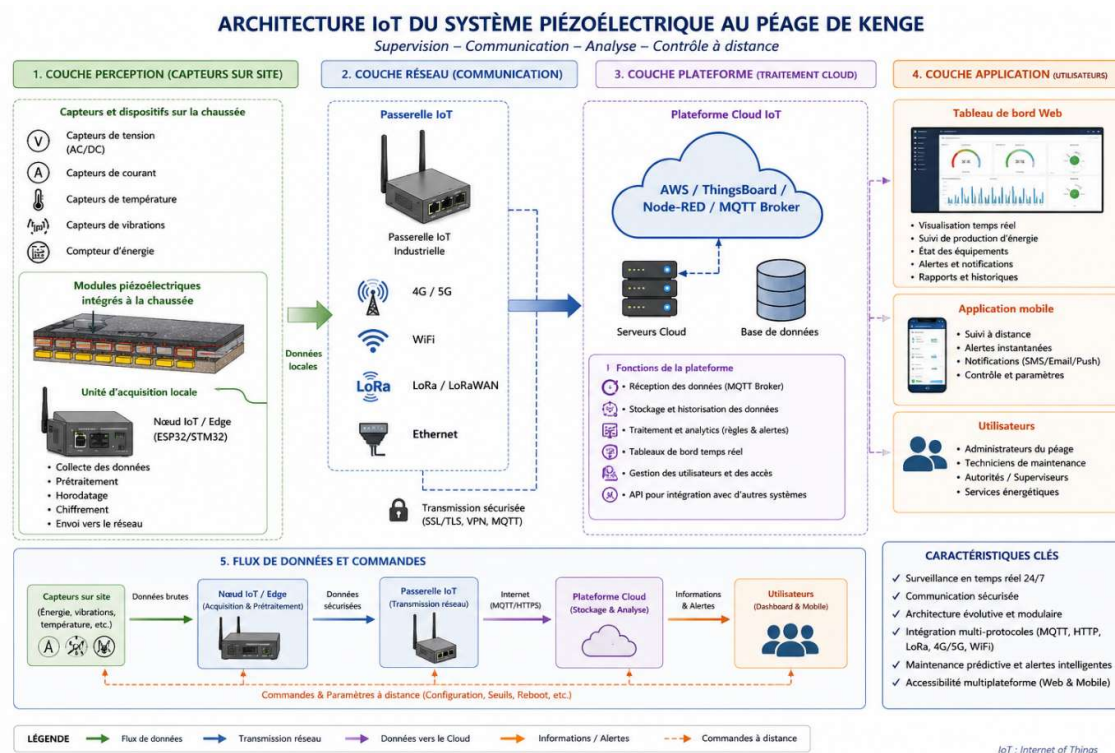 ARCHITECTURE IoT DU SYSTÈME PIÉZOÉLECTRIQUE AU PÉAGE DE KENGE
Supervision – Communication – Analyse – Contrôle à distance
1. COUCHE PERCEPTION (CAPTEURS SUR SITE)
Capteurs et dispositifs sur la chaussée
V
Capteurs de tension
(AC/DC)
A
Capteurs de courant
Capteurs de température
Capteurs de vibrations
Compteur d'énergie
Modules piézoélectriques
intégrés à la chaussée
Unité d'acquisition locale
Nœud IoT / Edge
(ESP32/STM32)
• Collecte des données
• Prétraitement
• Horodatage
• Chiffrement
• Envoi vers le réseau
Données
locales
2. COUCHE RÉSEAU (COMMUNICATION)
Passerelle IoT
Passerelle IoT
Industrielle
4G / 5G
WiFi
LoRa
LoRa / LoRaWAN
Ethernet
Transmission sécurisée
(SSL/TLS, VPN, MQTT)
3. COUCHE PLATEFORME (TRAITEMENT CLOUD)
Plateforme Cloud IoT
AWS / ThingsBoard /
Node-RED / MQTT Broker
Serveurs Cloud
Base de données
Fonctions de la plateforme
• Réception des données (MQTT Broker)
• Stockage et historisation des données
• Traitement et analytics (règles & alertes)
• Tableaux de bord temps réel
• Gestion des utilisateurs et des accès
• API pour intégration avec d'autres systèmes
4. COUCHE APPLICATION (UTILISATEURS)
Tableau de bord Web
• Visualisation temps réel
• Suivi de production d'énergie
• État des équipements
• Alertes et notifications
• Rapports et historiques
Application mobile
• Suivi à distance
• Alertes instantanées
• Notifications (SMS/Email/Push)
• Contrôle et paramètres
Utilisateurs
• Administrateurs du péage
• Techniciens de maintenance
• Autorités / Superviseurs
• Services énergétiques
5. FLUX DE DONNÉES ET COMMANDES
Capteurs sur site
(Énergie, vibrations,
température, etc.)
A
Données brutes
Nœud IoT / Edge
(Acquisition & Prétraitement)
Données
sécurisées
Passerelle IoT
(Transmission réseau)
Internet
(MQTT/HTTPS)
Plateforme Cloud
(Stockage & Analyse)
Informations
& Alertes
Utilisateurs
(Dashboard & Mobile)
Commandes & Paramètres à distance (Configuration, Seuils, Reboot, etc.)
CARACTÉRISTIQUES CLÉS
✓ Surveillance en temps réel 24/7
✓ Communication sécurisée
✓ Architecture évolutive et modulaire
✓ Intégration multi-protocoles (MQTT, HTTP,
LoRa, 4G/5G, WiFi)
✓ Maintenance prédictive et alertes intelligentes
✓ Accessibilité multiplateforme (Web & Mobile)
LÉGENDE
Flux de données
Transmission réseau
Données vers le Cloud
Informations / Alertes
Commandes à distance
IoT : Internet of Things